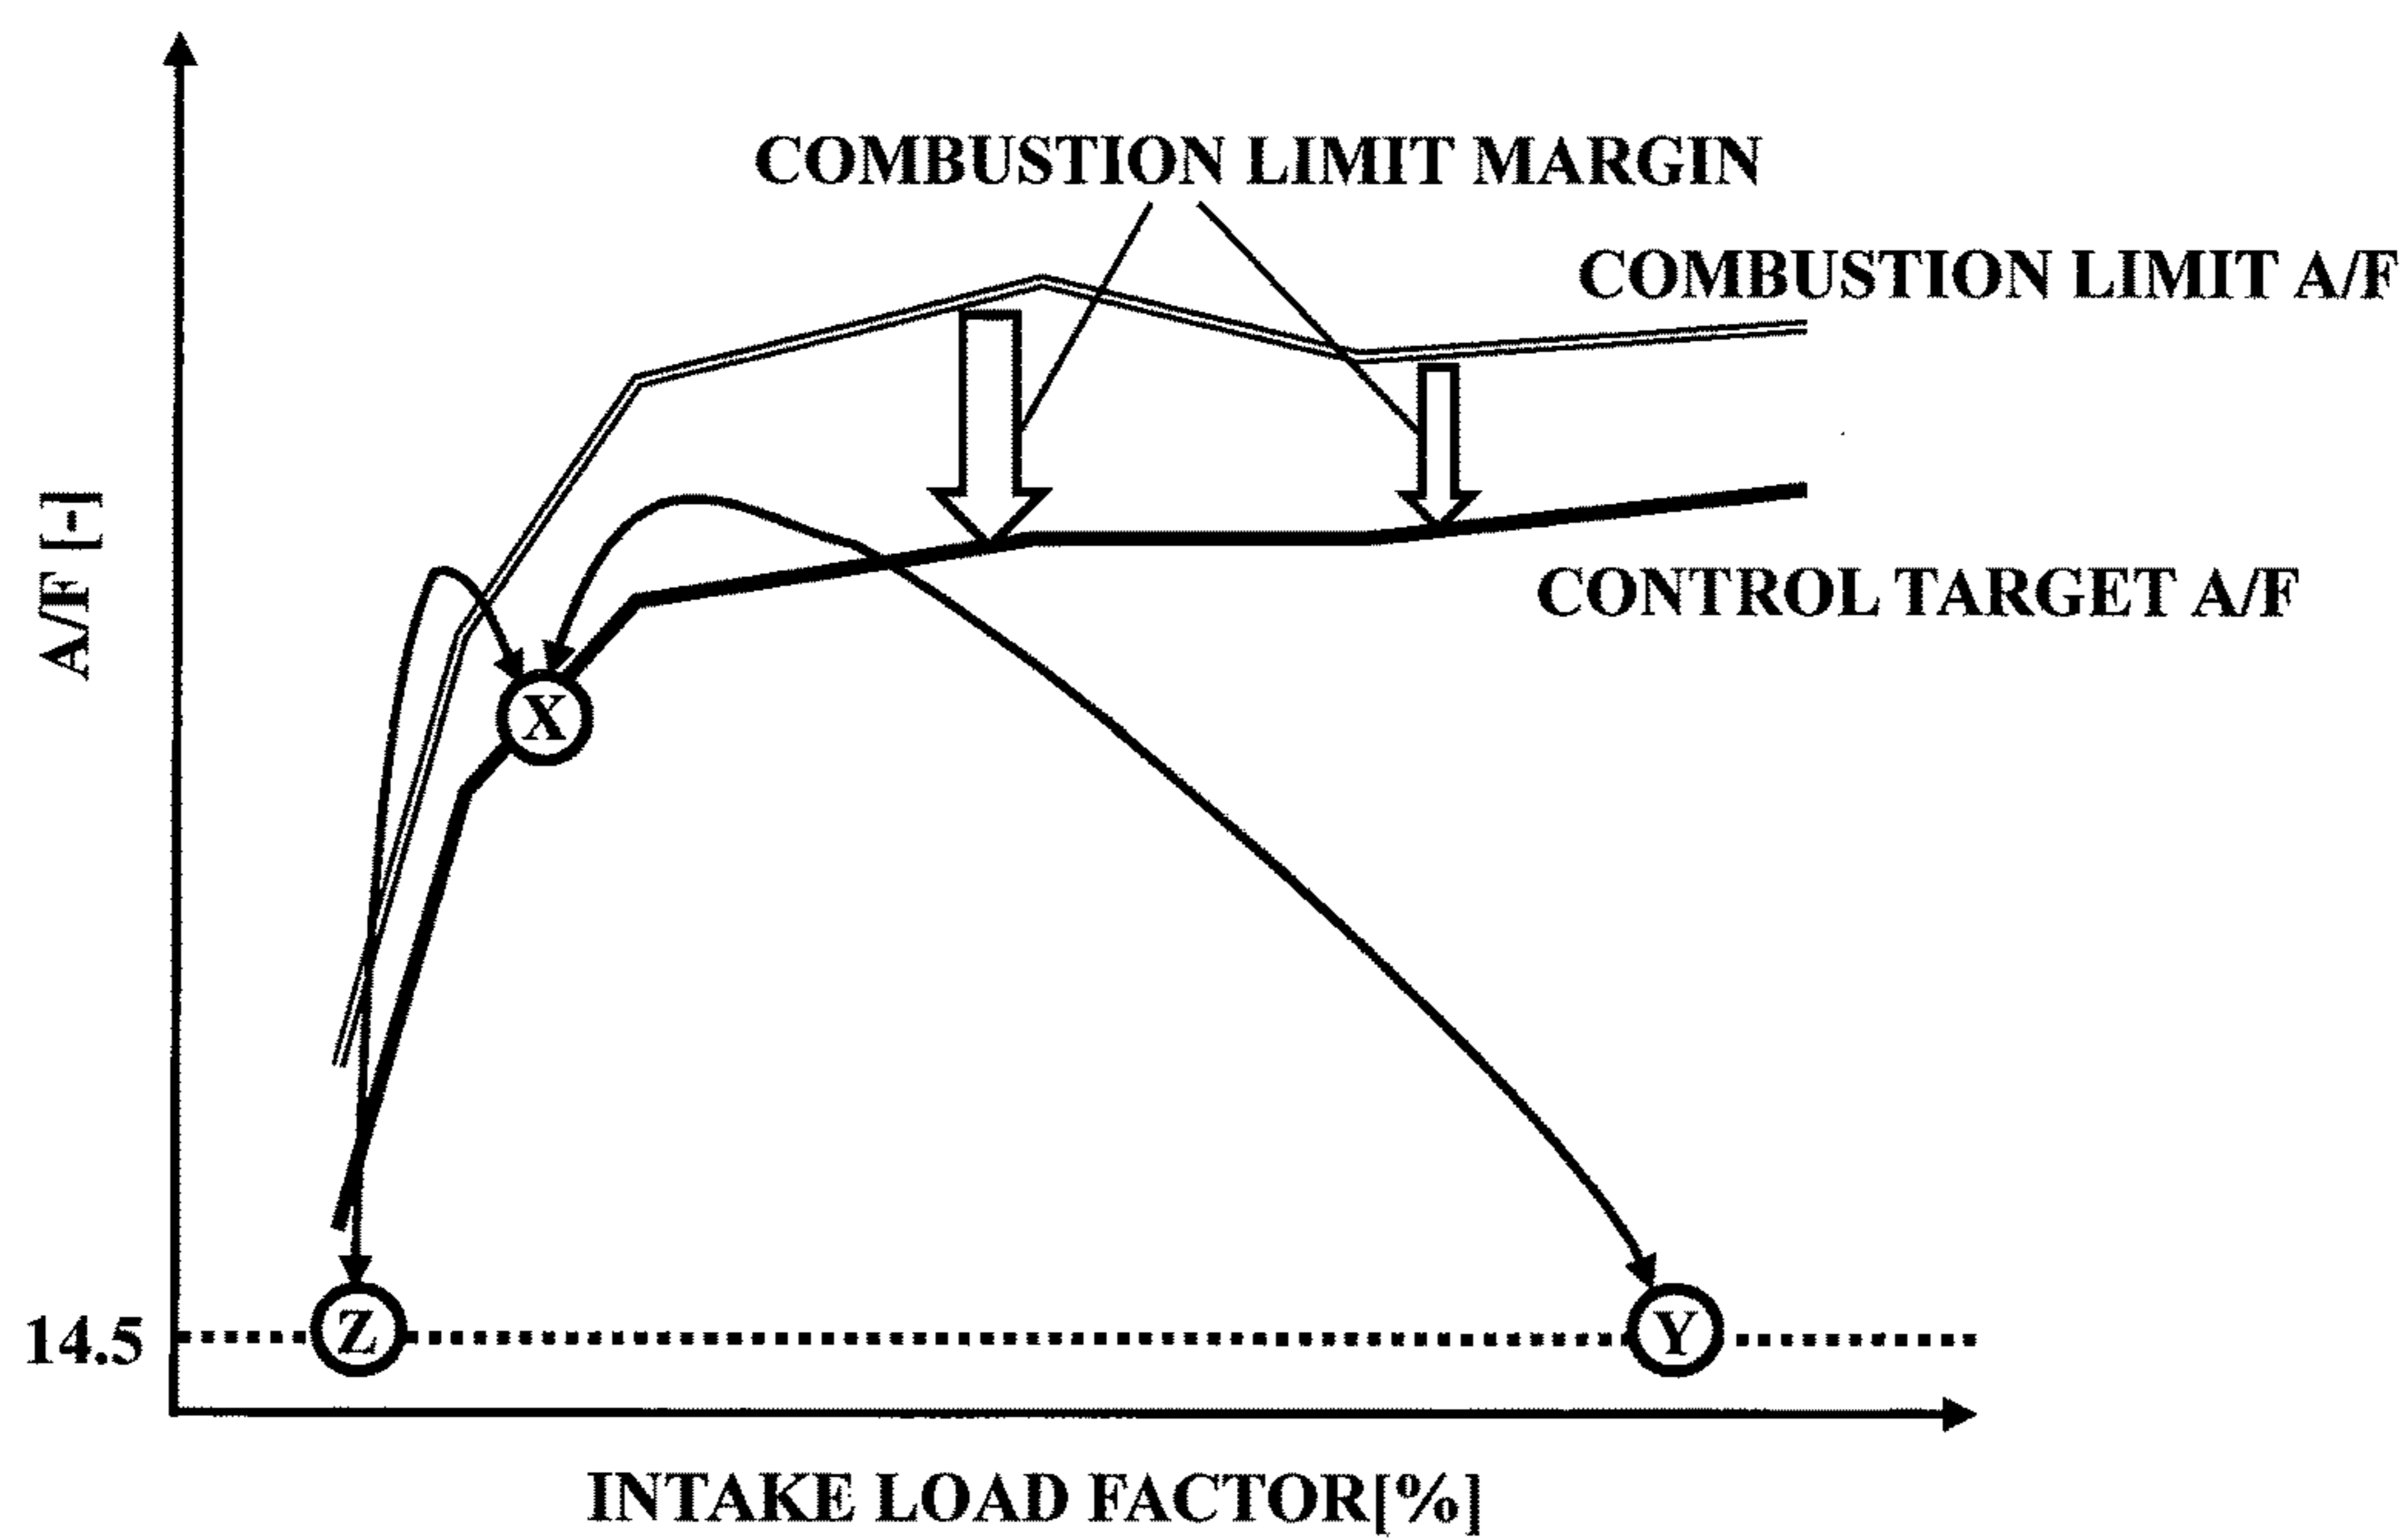 COMBUSTION LIMIT MARGIN
COMBUSTION LIMIT A/F
A/F [-]
CONTROL TARGET A/F
X
14.5
Z
Y
INTAKE LOAD FACTOR[%]